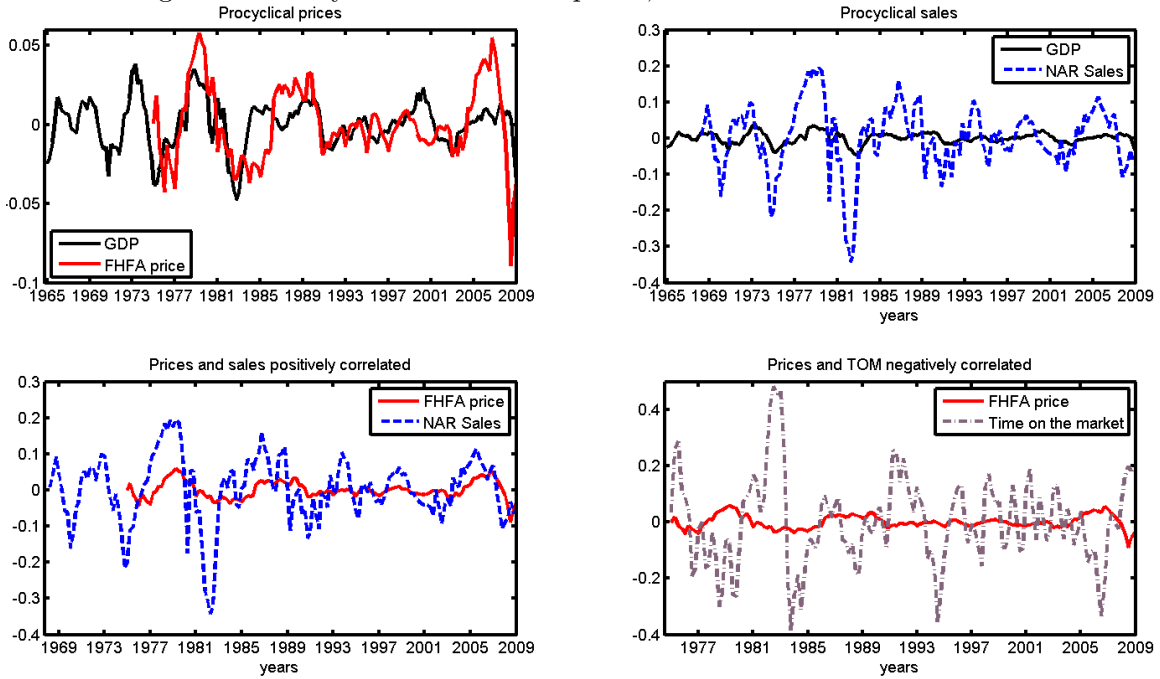 Procyclical prices
0.05
0
-0.05
-0.1
GDP
FHFA price
1965 1969 1973 1977 1981 1985 1989 1993 1997 2001 2005 2009
Procyclical sales
0.3
0.2
0.1
0
-0.1
-0.2
-0.3
-0.4
GDP
NAR Sales
1965 1969 1973 1977 1981 1985 1989 1993 1997 2001 2005 2009
years
Prices and sales positively correlated
0.3
0.2
0.1
0
-0.1
-0.2
-0.3
-0.4
FHFA price
NAR Sales
1969 1973 1977 1981 1985 1989 1993 1997 2001 2005 2009
years
Prices and TOM negatively correlated
0.4
0.2
0
-0.2
-0.4
FHFA price
Time on the market
1977 1981 1985 1989 1993 1997 2001 2005 2009
years